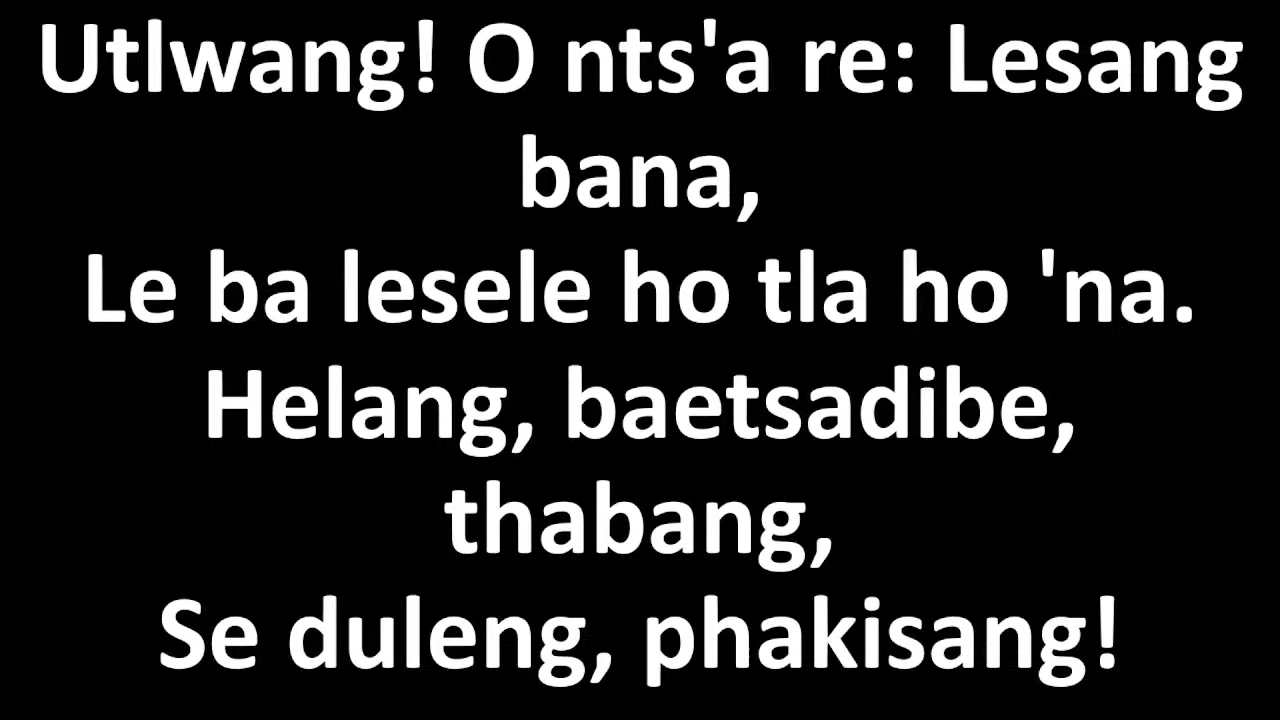 Utlwang! O nts'a re: Lesang
bana,
Le ba lesele ho tla ho 'na.
Helang, baetsadibe,
thabang,
Se duleng, phakisang!